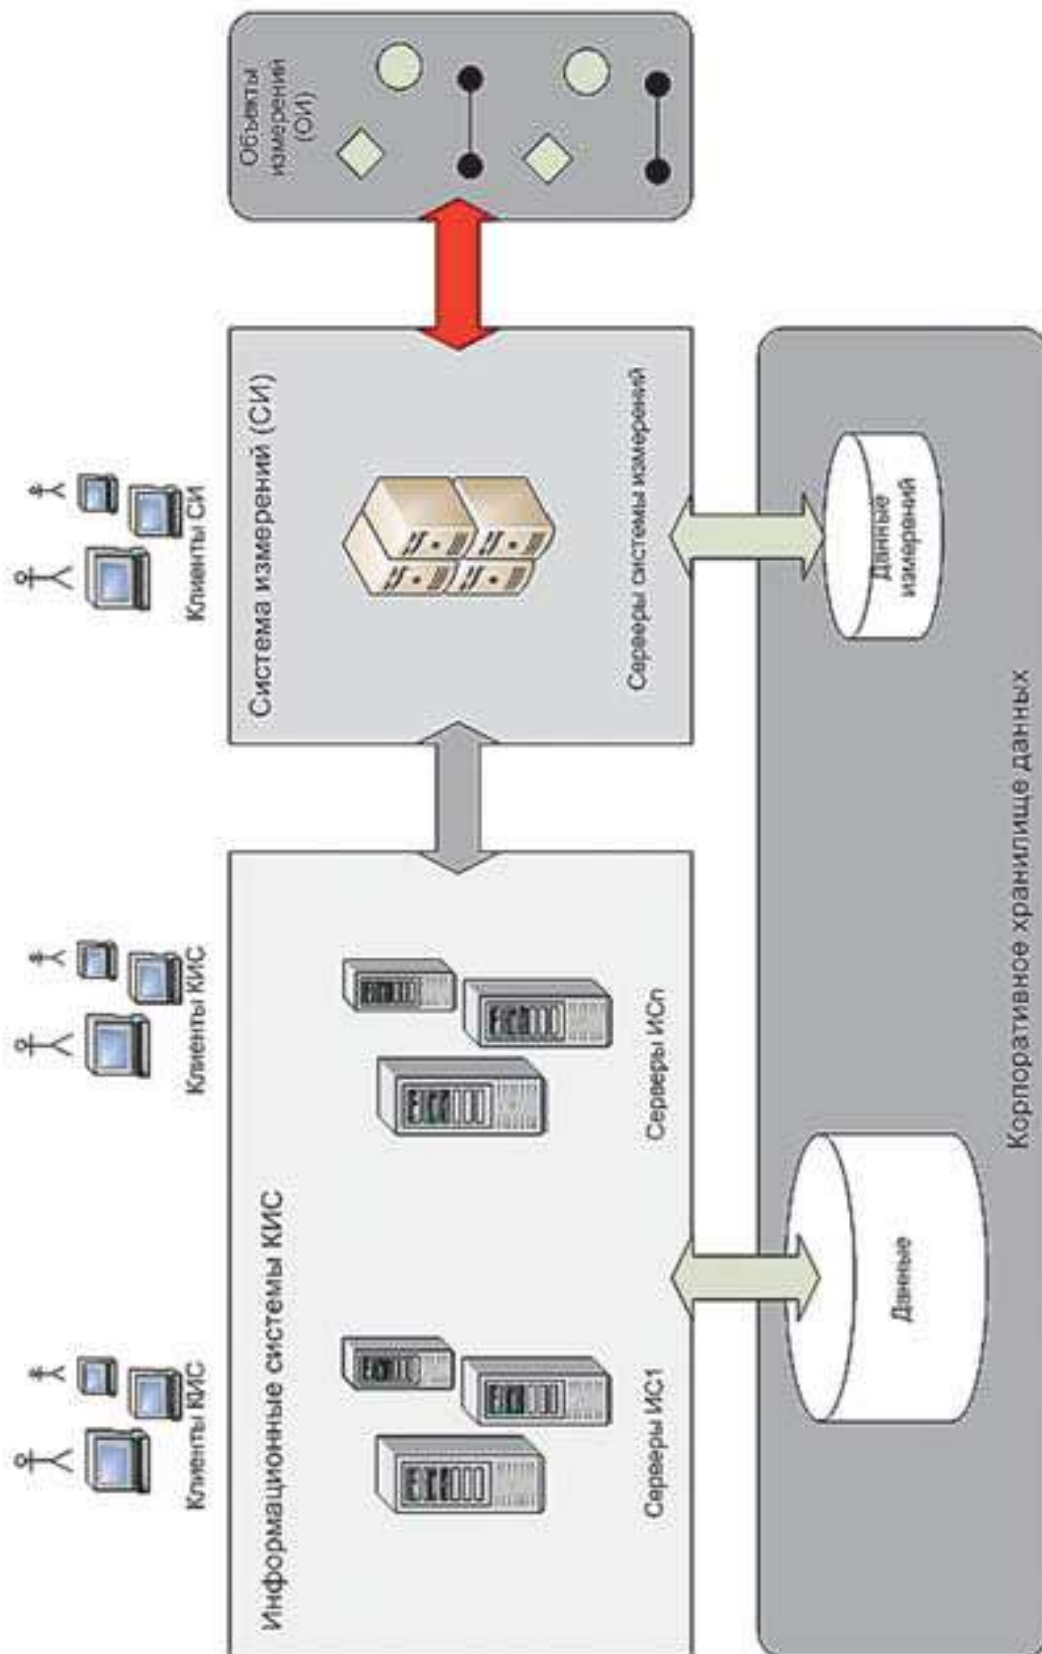 Клиенты КИС
Клиенты КИС
Клиенты СИ
Информационные системы КИС
Серверы ИС1
Серверы ИСn
Система измерений (СИ)
Серверы системы измерений
Объекты
измерений
(ОИ)
Данные
Данные
измерений
Корпоративное хранилище данных